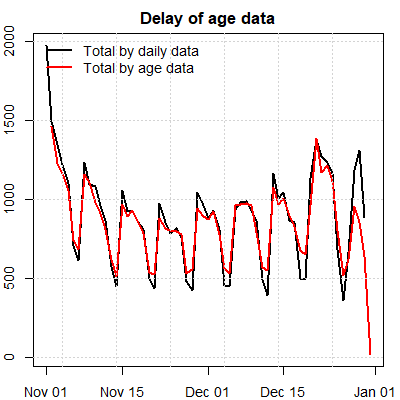 Delay of age data
2000
1500
1000
500
0
Total by daily data
Total by age data
Nov 01
Nov 15
Dec 01
Dec 15
Jan 01